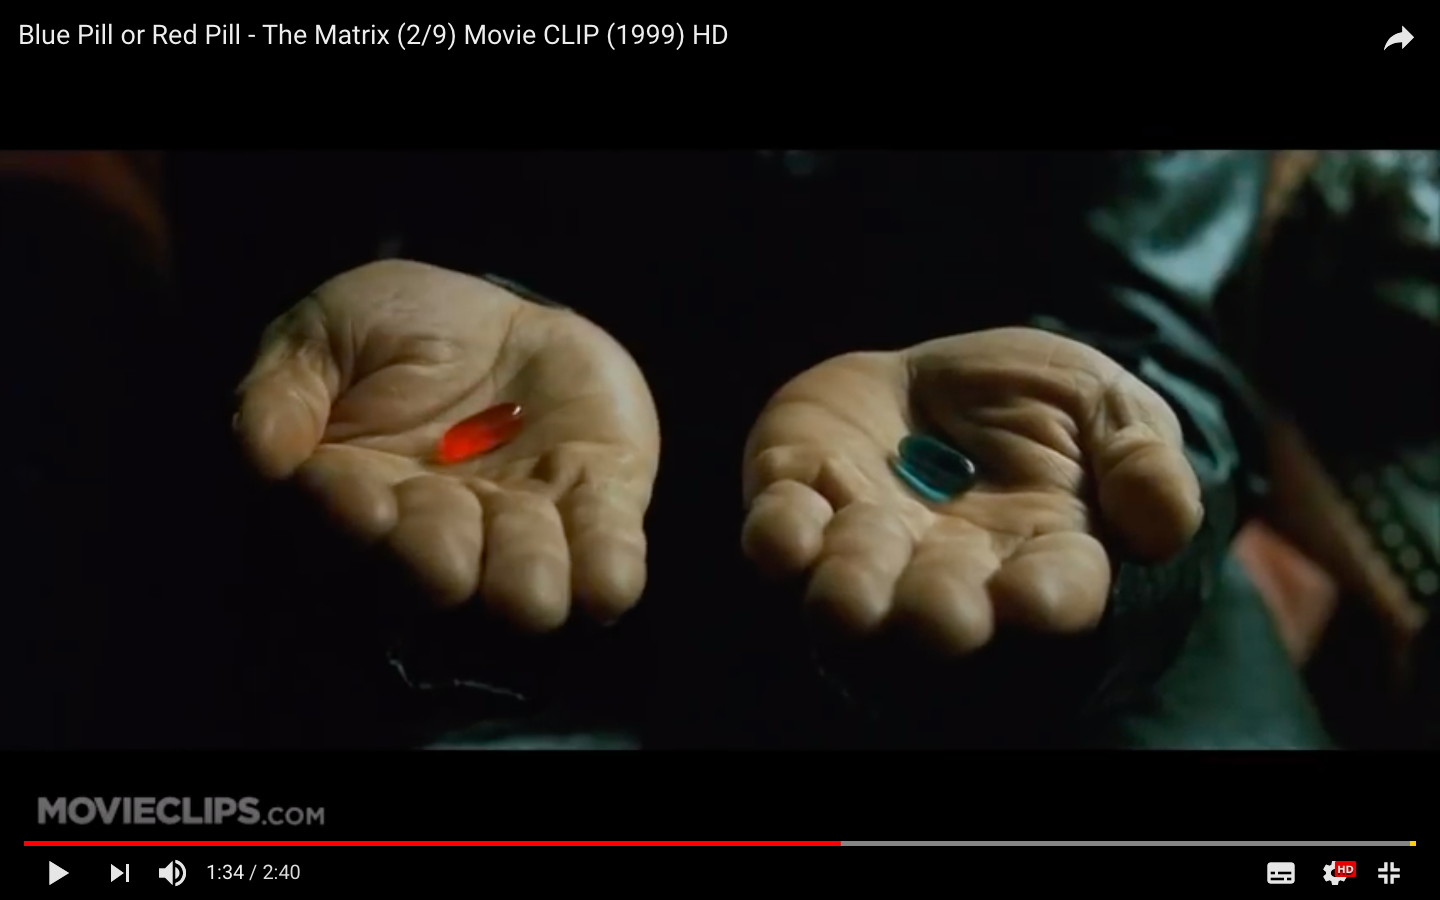 Blue Pill or Red Pill - The Matrix (2/9) Movie CLIP (1999) HD
MOVIECLIPS.COM
1:34 / 2:40
HD